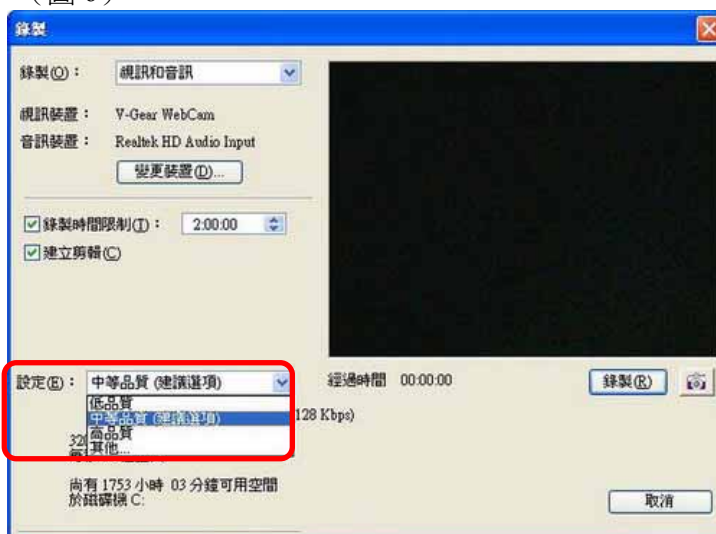 錄製
錄製(O)： 視訊和音訊
視訊裝置： V-Gear WebCam
音訊裝置： Realtek HD Audio Input
變更裝置(D)...
錄製時間限制(T)： 2:00:00
建立剪輯(C)
設定(E)： 中等品質 (建議選項)
經過時間 00:00:00
錄製(R)
低品質
中等品質 (建議選項)
128 Kbps)
高品質
其他...
尚有 1753 小時 03 分鐘可用空間
於磁碟機 C:
取消